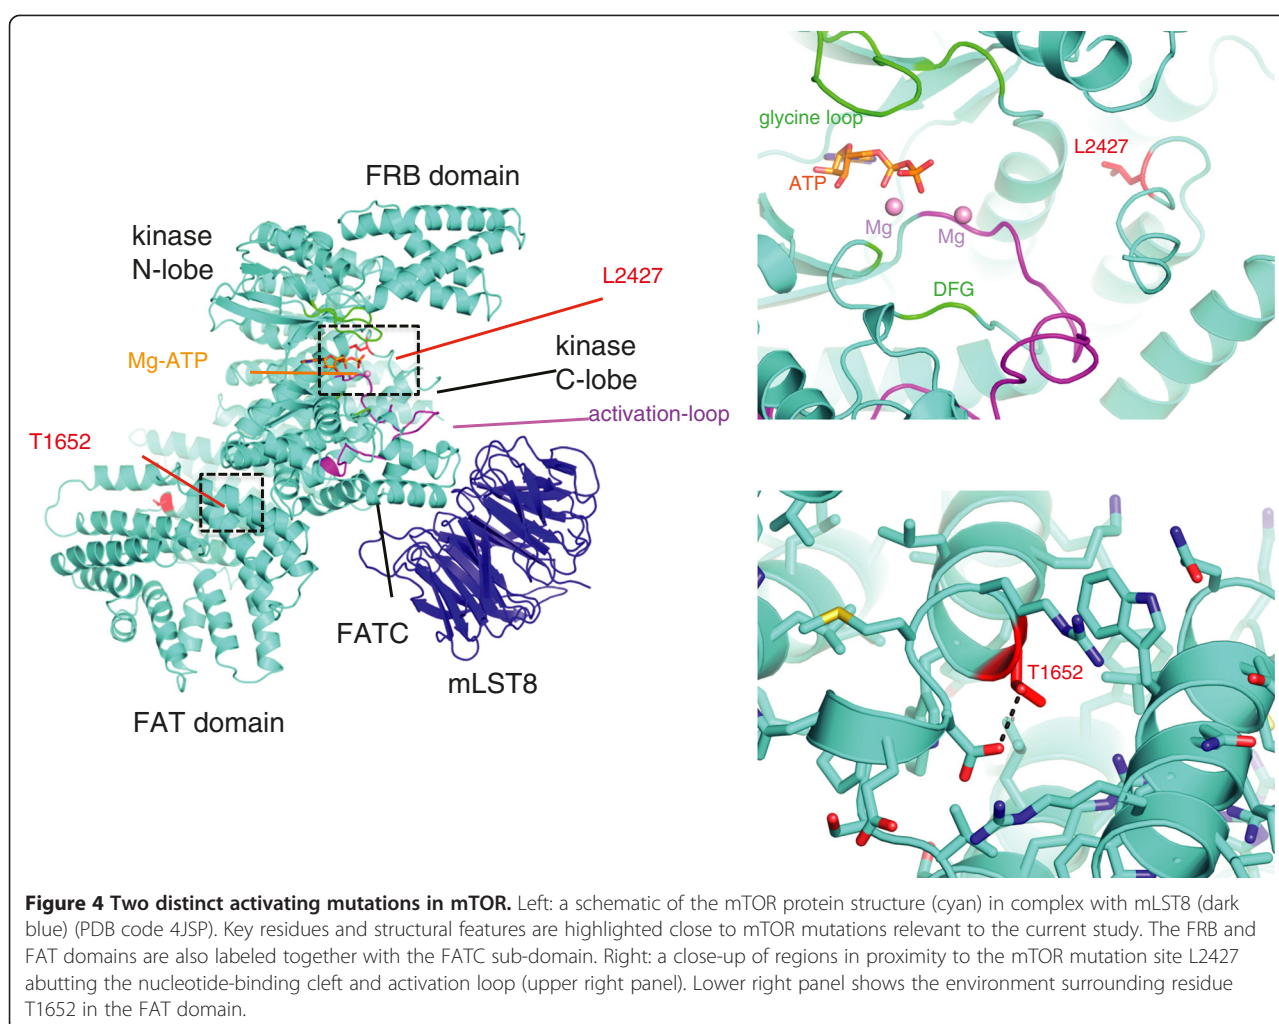 FRB domain
kinase
N-lobe
L2427
Mg-ATP
kinase
C-lobe
activation-loop
T1652
FATC
mLST8
FAT domain
glycine loop
L2427
ATP
Mg
Mg
DFG
T1652
Figure 4 Two distinct activating mutations in mTOR. Left: a schematic of the mTOR protein structure (cyan) in complex with mLST8 (dark
blue) (PDB code 4JSP). Key residues and structural features are highlighted close to mTOR mutations relevant to the current study. The FRB and
FAT domains are also labeled together with the FATC sub-domain. Right: a close-up of regions in proximity to the mTOR mutation site L2427
abutting the nucleotide-binding cleft and activation loop (upper right panel). Lower right panel shows the environment surrounding residue
T1652 in the FAT domain.